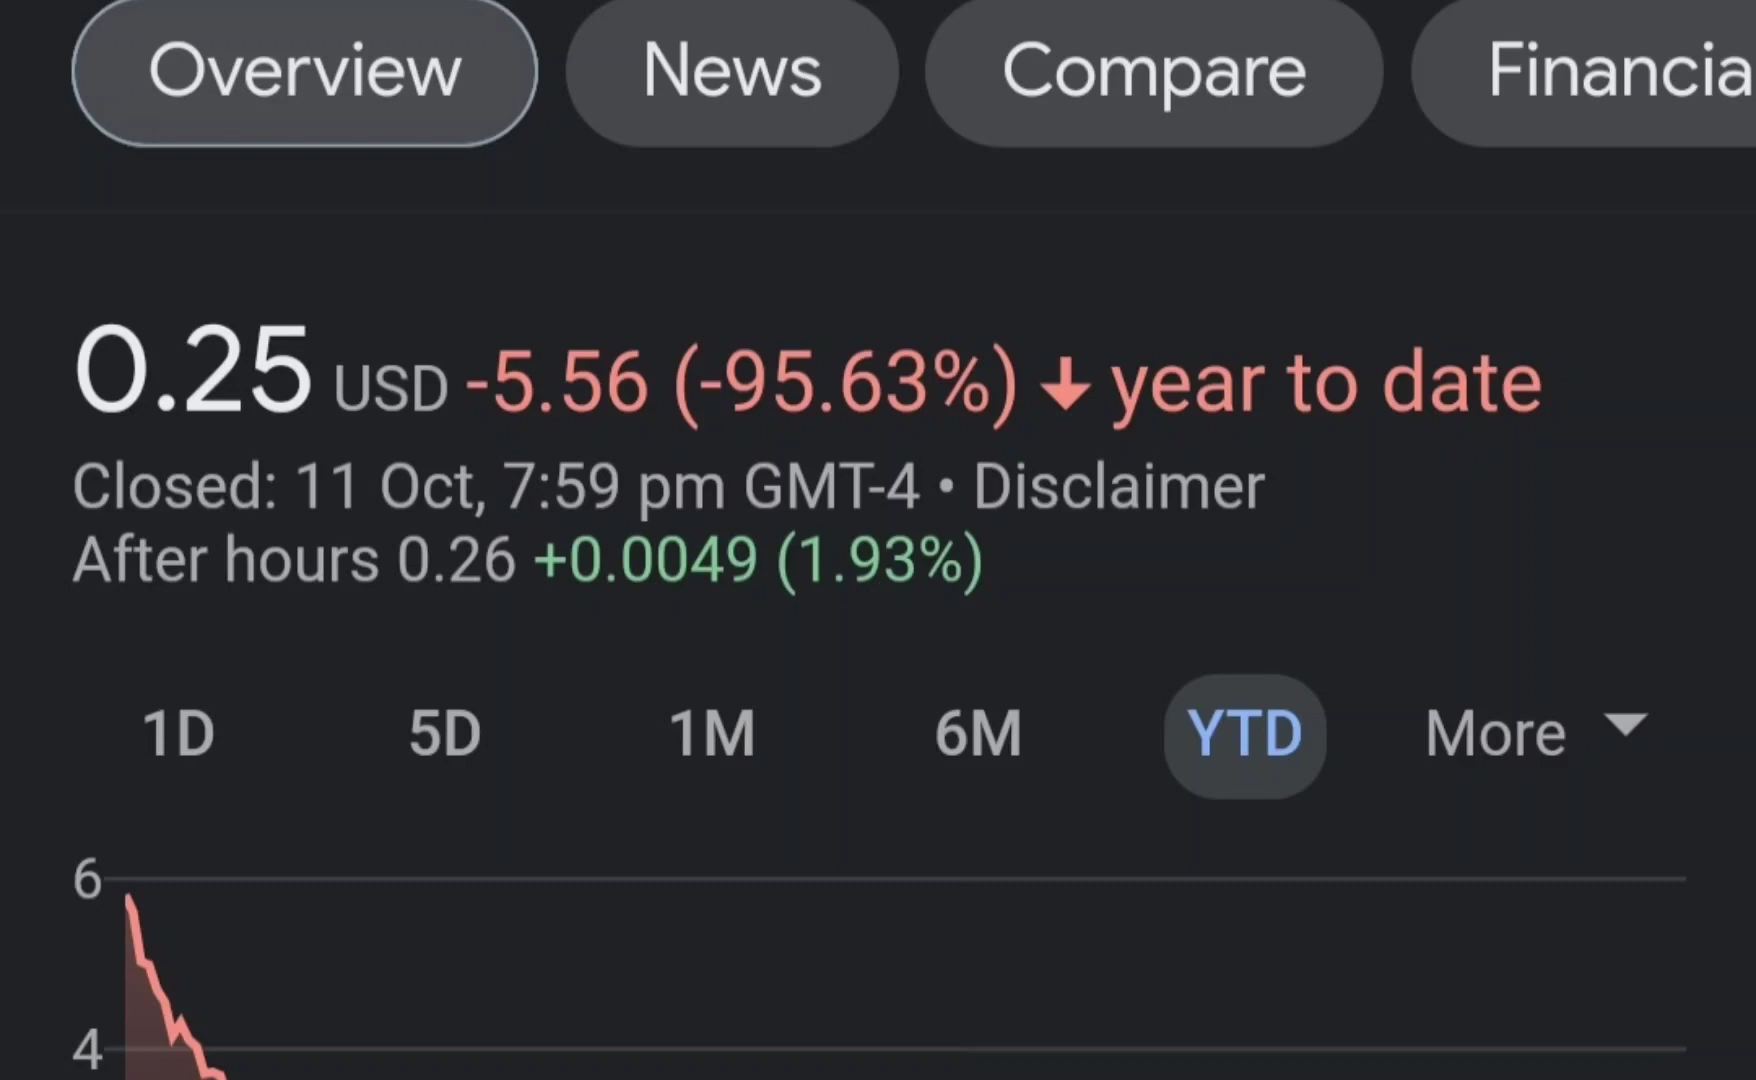 Overview News Compare Financia
0.25 USD -5.56 (-95.63%) ↓ year to date
Closed: 11 Oct, 7:59 pm GMT-4 • Disclaimer
After hours 0.26 +0.0049 (1.93%)
1D 5D 1M 6M YTD More
6
4